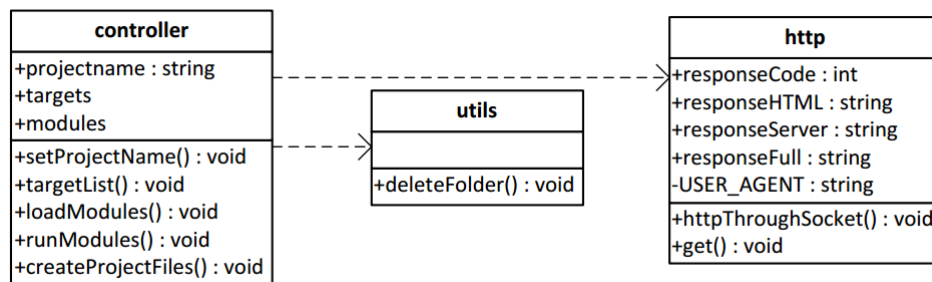 controller
+projectname : string
+targets
+modules
+setProjectName() : void
+targetList() : void
+loadModules() : void
+runModules() : void
+createProjectFiles() : void
utils
+deleteFolder() : void
http
+responseCode : int
+responseHTML : string
+responseServer : string
+responseFull : string
-USER_AGENT : string
+httpThroughSocket() : void
+get() : void